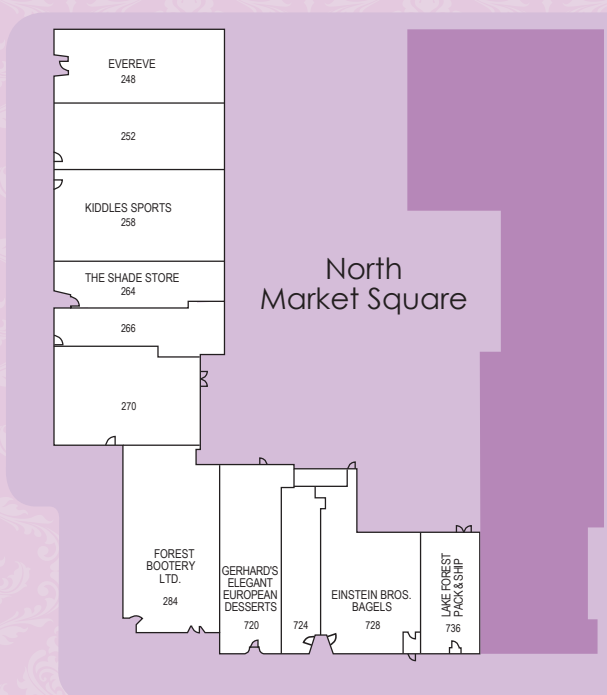 EVEREVE
248
252
KIDDLES SPORTS
258
THE SHADE STORE
264
266
270
North
Market Square
FOREST
BOOTERY
LTD.
284
GERHARD'S
ELEGANT
EUROPEAN
DESSERTS
720
724
EINSTEIN BROS.
BAGELS
728
LAKE FOREST
PACK & SHIP
736